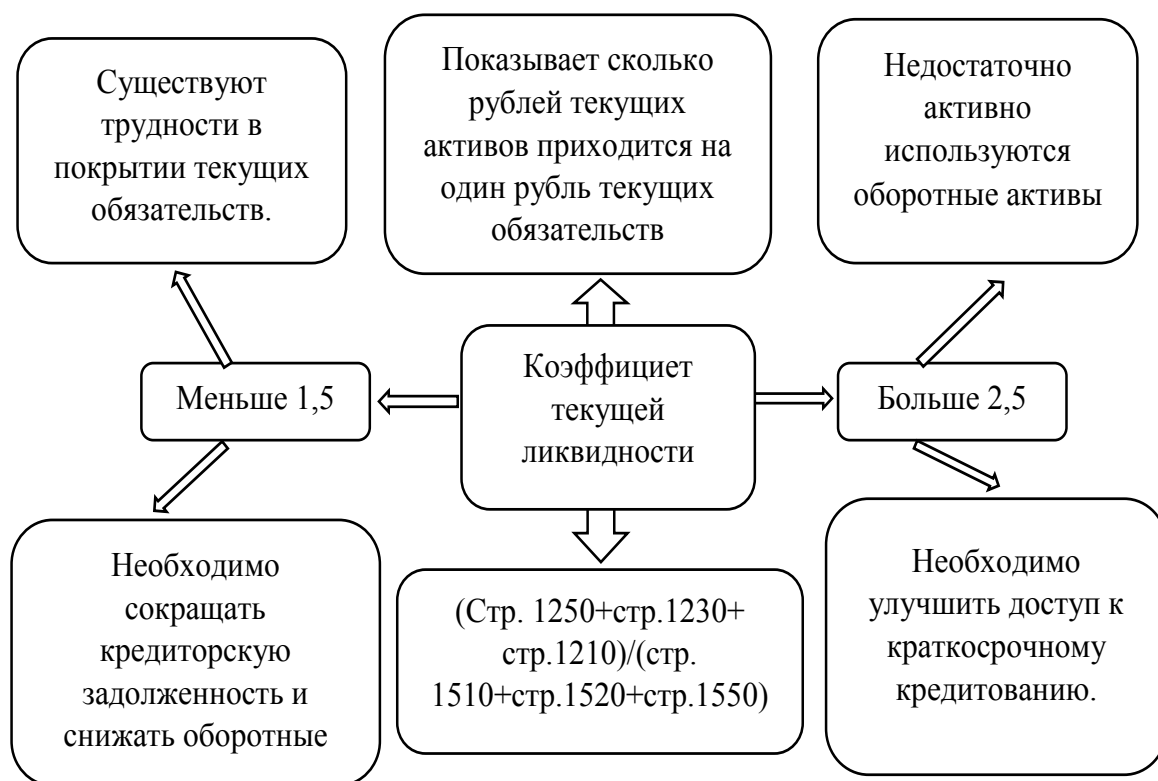 Существуют
трудности в
покрытии текущих
обязательств.
Показывает сколько
рублей текущих
активов приходится на
один рубль текущих
обязательств
Недостаточно
активно
используются
оборотные активы
Меньше 1,5
Коэффициет
текущей
ликвидности
Больше 2,5
Необходимо
сокращать
кредиторскую
задолженность и
снижать оборотные
(Стр. 1250+стр.1230+
стр.1210)/(стр.
1510+стр.1520+стр.1550)
Необходимо
улучшить доступ к
краткосрочному
кредитованию.